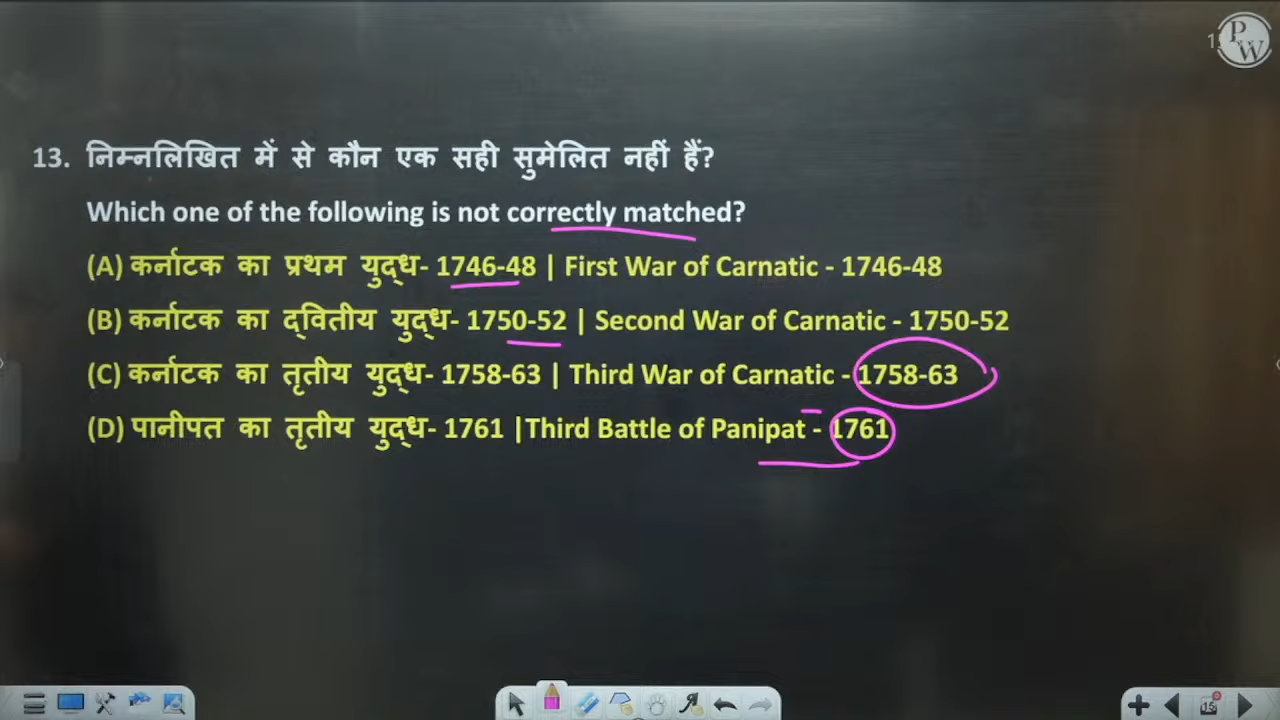 PW
13. निम्नलिखित में से कौन एक सही सुमेलित नहीं हैं?
Which one of the following is not correctly matched?
(A) कर्नाटक का प्रथम युद्ध- 1746-48 | First War of Carnatic - 1746-48
(B) कर्नाटक का द्वितीय युद्ध- 1750-52 | Second War of Carnatic - 1750-52
(C) कर्नाटक का तृतीय युद्ध- 1758-63 | Third War of Carnatic - 1758-63
(D) पानीपत का तृतीय युद्ध- 1761 |Third Battle of Panipat - 1761
15